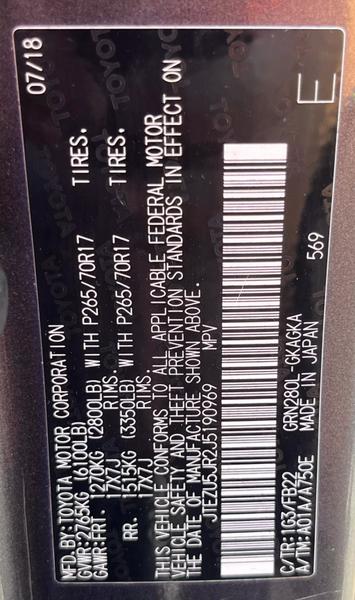 MFD. BY: TOYOTA MOTOR CORPORATION 07/18
GVWR:2765KG(6100LB)
GAWR:FRT. 1270KG (2800LB) WITH P265/70R17 TIRES.
17X7J RIMS.
RR. 1515KG (3350LB) WITH P265/70R17 TIRES.
17X7J RIMS.
THIS VEHICLE CONFORMS TO ALL APPLICABLE FEDERAL MOTOR
VEHICLE SAFETY AND THEFT PREVENTION STANDARDS IN EFFECT ON
THE DATE OF MANUFACTURE SHOWN ABOVE.
JTEZU5JR2J5190969 MPV
C/TR:1G3/FB22 GRN280L-GKAGKA
A/TM:A01A/A750E MADE IN JAPAN
569
E
TOYOTA